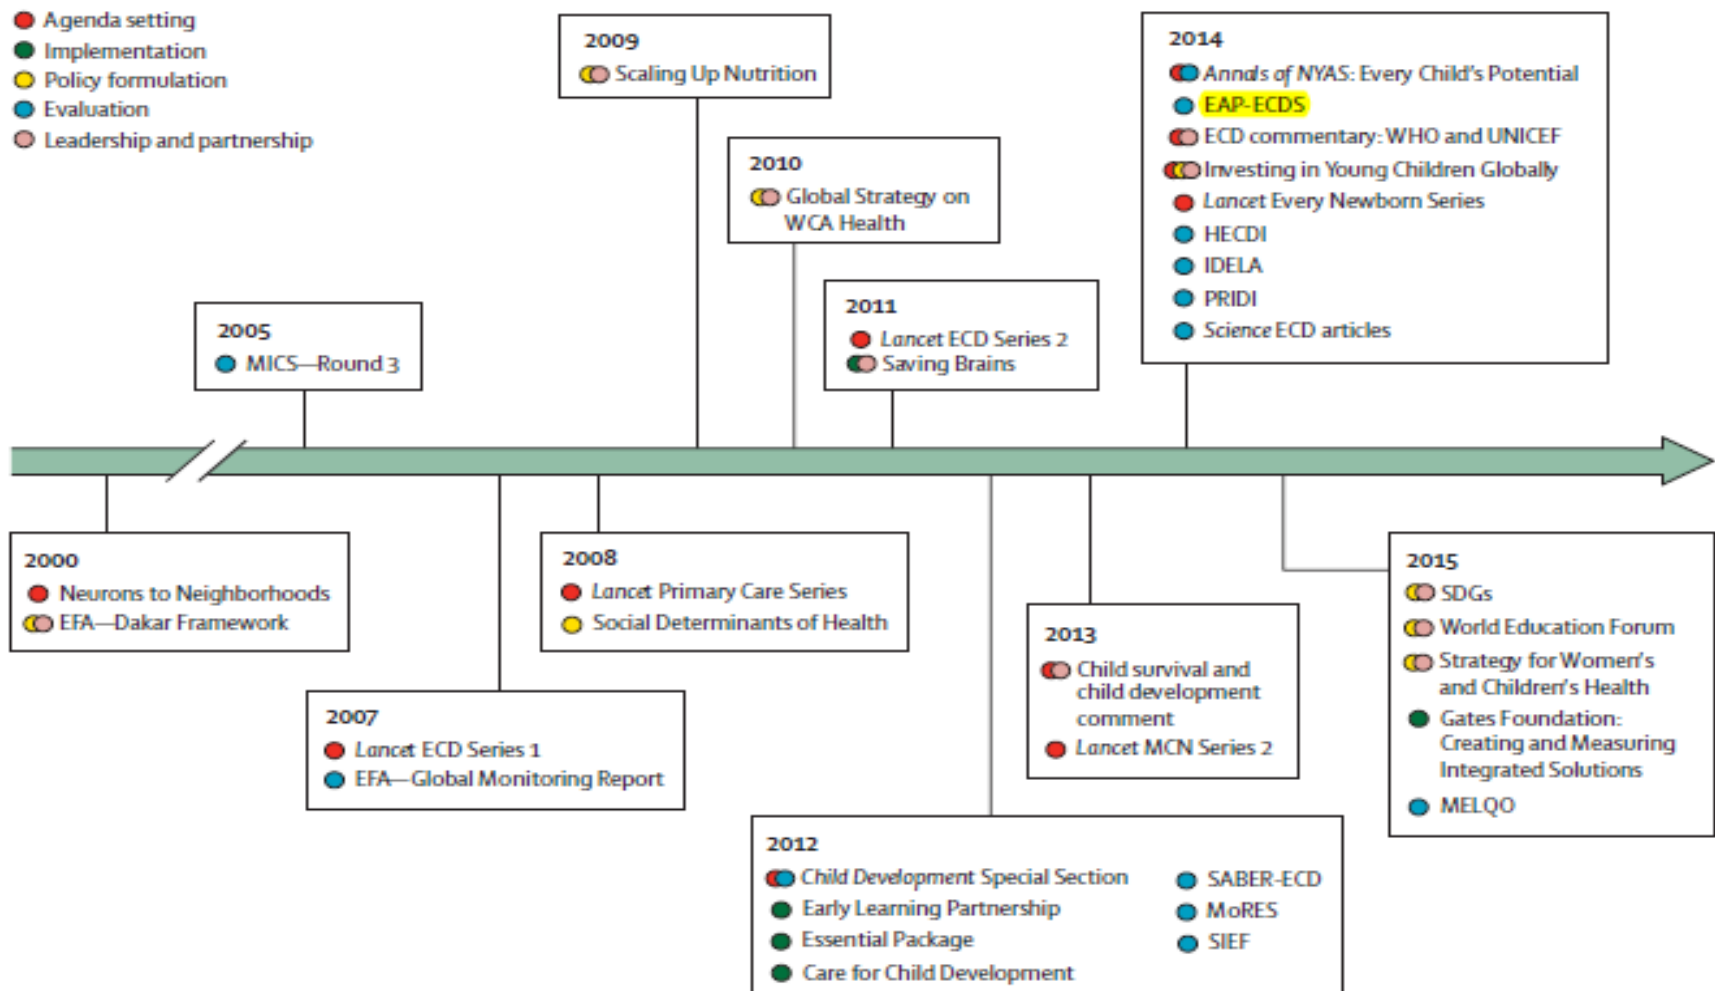 Agenda setting
Implementation
Policy formulation
Evaluation
Leadership and partnership
2009
Scaling Up Nutrition
2014
Annals of NYAS: Every Child's Potential
EAP-ECDS
ECD commentary: WHO and UNICEF
Investing in Young Children Globally
Lancet Every Newborn Series
HECDI
IDELA
PRIDI
Science ECD articles
2010
Global Strategy on
WCA Health
2005
MICS—Round 3
2011
Lancet ECD Series 2
Saving Brains
2000
Neurons to Neighborhoods
EFA—Dakar Framework
2008
Lancet Primary Care Series
Social Determinants of Health
2015
SDGs
World Education Forum
Strategy for Women's
and Children's Health
Gates Foundation:
Creating and Measuring
Integrated Solutions
MELQO
2013
Child survival and
child development
comment
Lancet MCN Series 2
2007
Lancet ECD Series 1
EFA—Global Monitoring Report
2012
Child Development Special Section
Early Learning Partnership
Essential Package
Care for Child Development
SABER-ECD
MoRES
SIEF